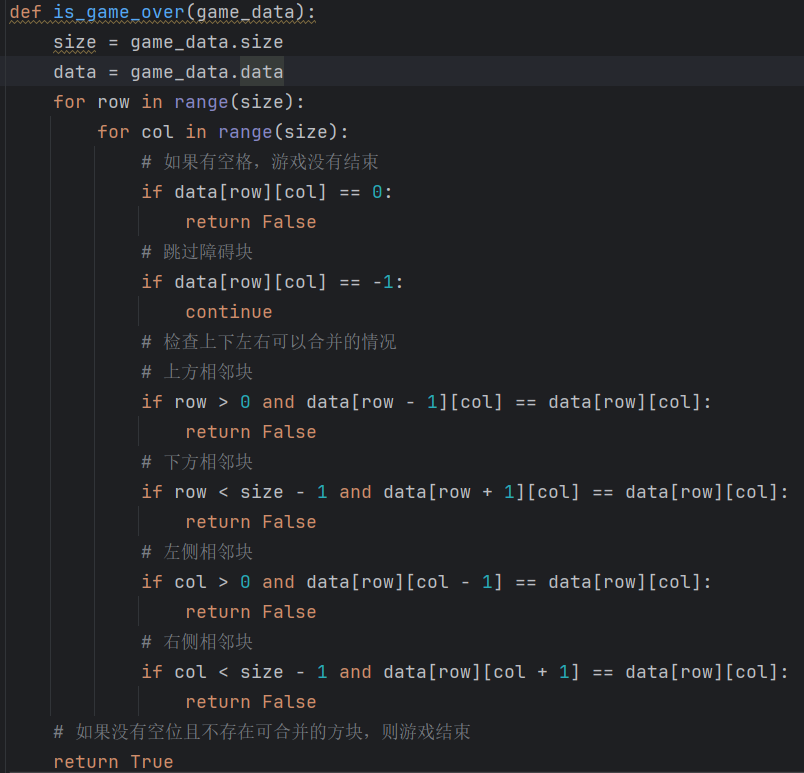 def is_game_over(game_data):
    size = game_data.size
    data = game_data.data
    for row in range(size):
        for col in range(size):
            # 如果有空格，游戏没有结束
            if data[row][col] == 0:
                return False
            # 跳过障碍块
            if data[row][col] == -1:
                continue
            # 检查上下左右可以合并的情况
            # 上方相邻块
            if row > 0 and data[row - 1][col] == data[row][col]:
                return False
            # 下方相邻块
            if row < size - 1 and data[row + 1][col] == data[row][col]:
                return False
            # 左侧相邻块
            if col > 0 and data[row][col - 1] == data[row][col]:
                return False
            # 右侧相邻块
            if col < size - 1 and data[row][col + 1] == data[row][col]:
                return False
    # 如果没有空位且不存在可合并的方块，则游戏结束
    return True